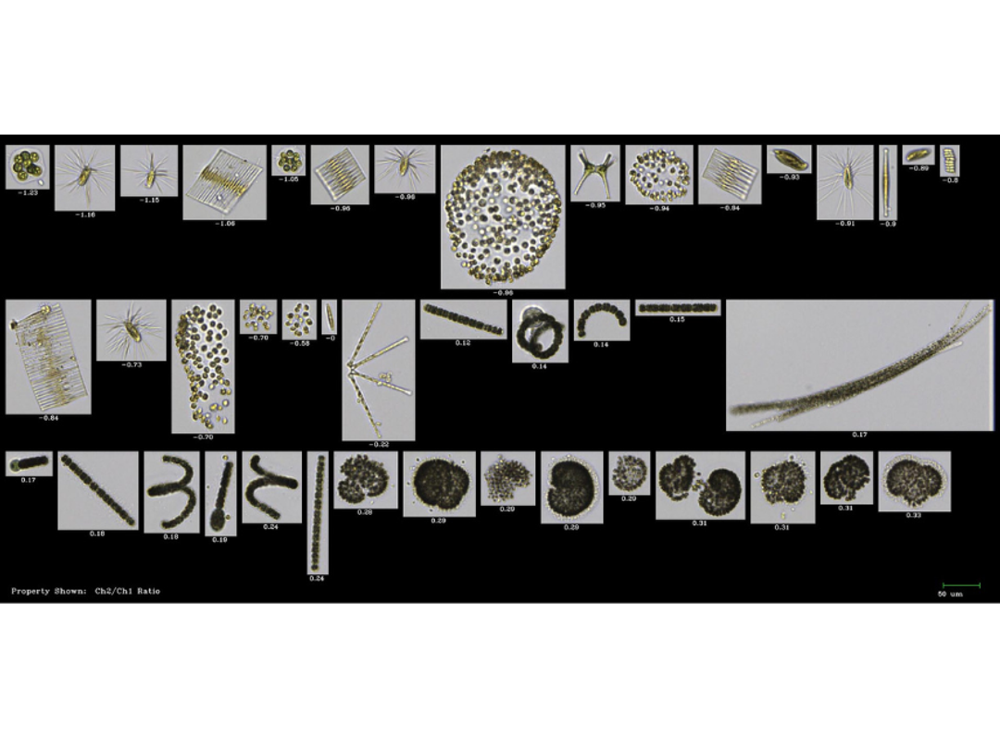 -1.23 -1.16 -1.15 -1.06 -1.05 -0.96 -0.96 -0.96 -0.95 -0.94 -0.94 -0.93 -0.91 -0.9 -0.89 -0.8
-0.84 -0.73 -0.70 -0.70 -0.58 -0 -0.22 0.12 0.14 0.14 0.15 0.17
0.17 0.18 0.18 0.19 0.24 0.24 0.28 0.29 0.29 0.29 0.29 0.31 0.31 0.31 0.33
Property Shown: Ch2/Ch1 Ratio
50 um